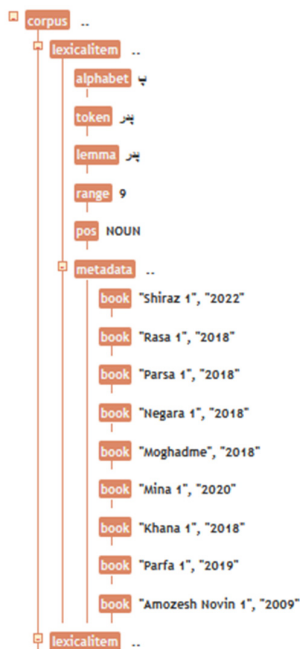 corpus ..
lexicalitem ..
alphabet پ
token پدر
lemma پدر
range 9
pos NOUN
metadata ..
book "Shiraz 1", "2022"
book "Rasa 1", "2018"
book "Parsa 1", "2018"
book "Negara 1", "2018"
book "Moghadme", "2018"
book "Mina 1", "2020"
book "Khana 1", "2018"
book "Parfa 1", "2019"
book "Amozesh Novin 1", "2009"
lexicalitem ..